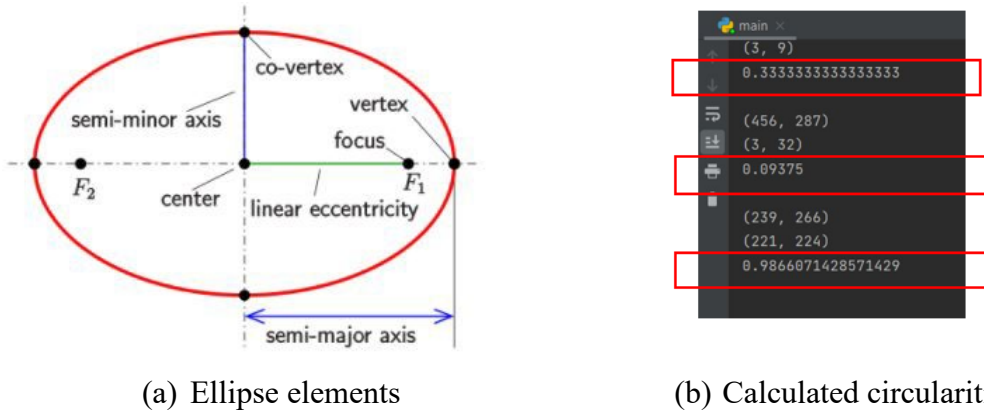 co-vertex
semi-minor axis
vertex
focus
F₂
center
F₁
linear eccentricity
semi-major axis
(a) Ellipse elements
main ×
(3, 9)
0.3333333333333333
(456, 287)
(3, 32)
0.09375
(239, 266)
(221, 224)
0.9866071428571429
(b) Calculated circularit